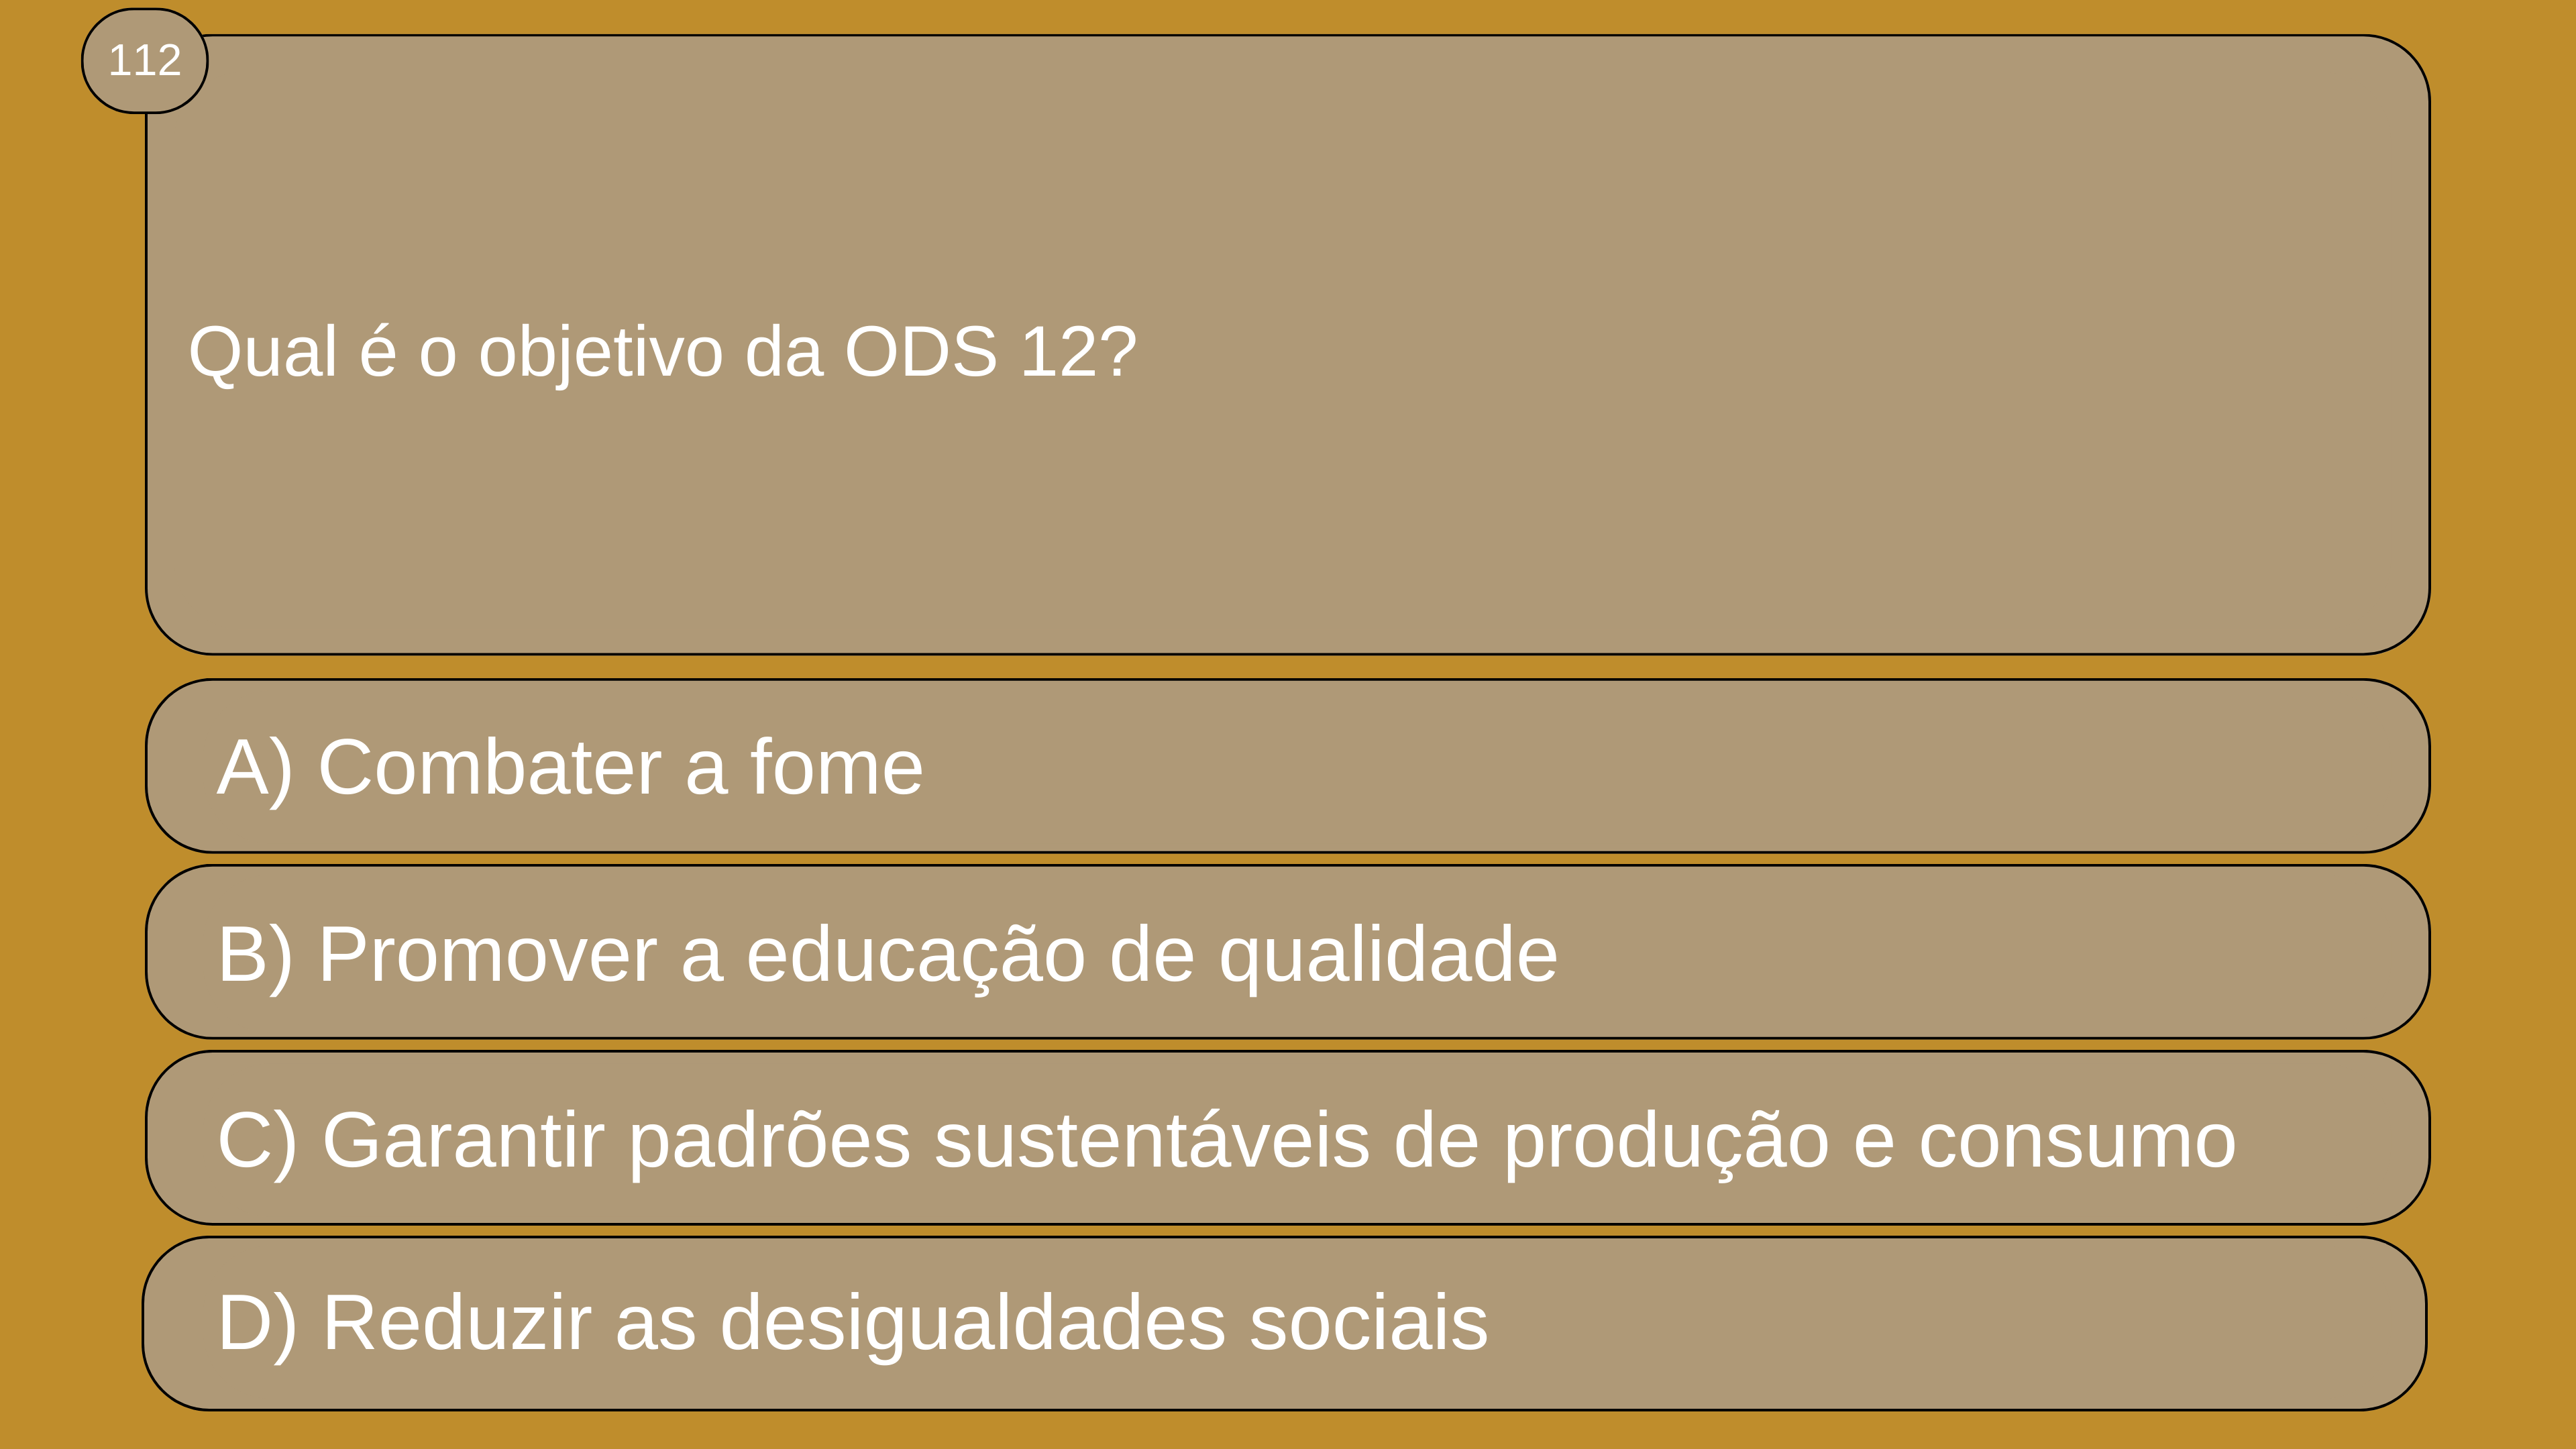 112
Qual é o objetivo da ODS 12?
A) Combater a fome
B) Promover a educação de qualidade
C) Garantir padrões sustentáveis de produção e consumo
D) Reduzir as desigualdades sociais